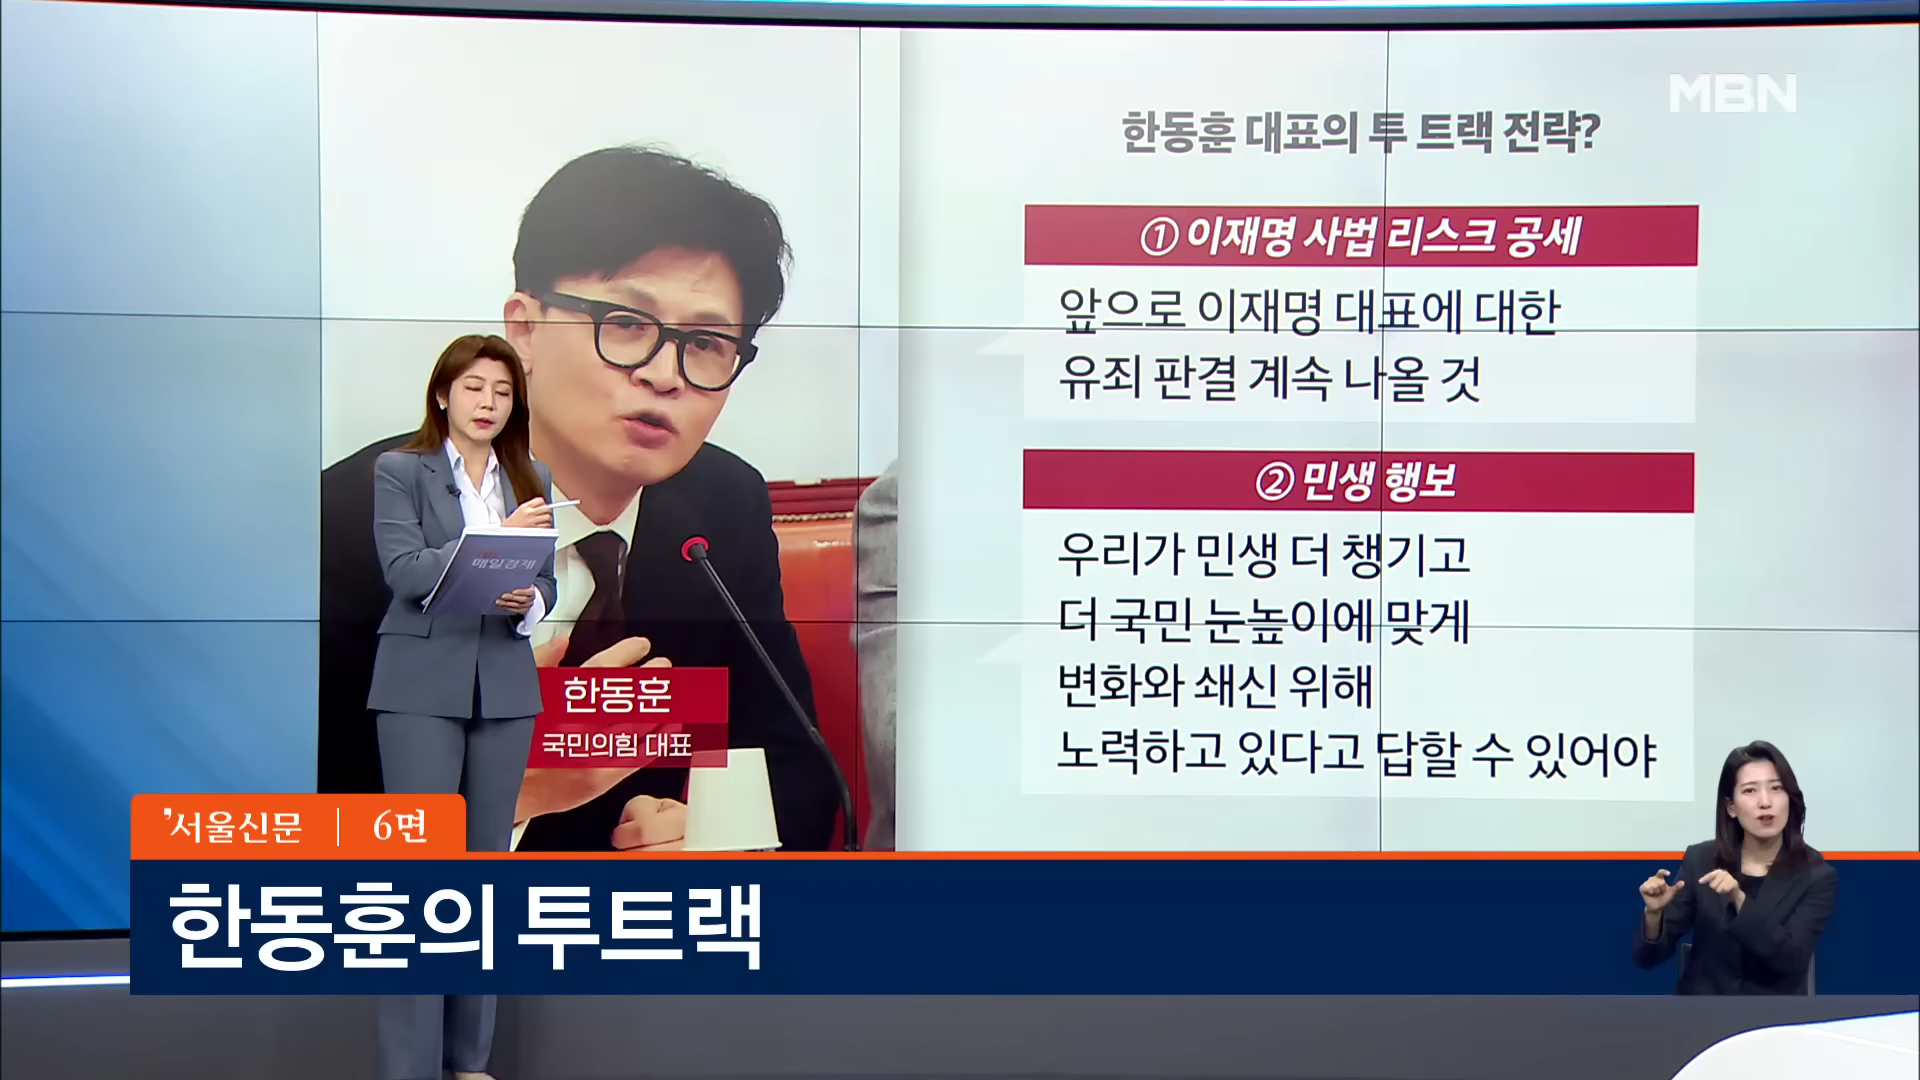 MBN
한동훈 대표의 투 트랙 전략?
① 이재명 사법 리스크 공세
앞으로 이재명 대표에 대한
유죄 판결 계속 나올 것
② 민생 행보
우리가 민생 더 챙기고
더 국민 눈높이에 맞게
변화와 쇄신 위해
노력하고 있다고 답할 수 있어야
매일경제
한동훈
국민의힘 대표
서울신문 | 6면
한동훈의 투트랙